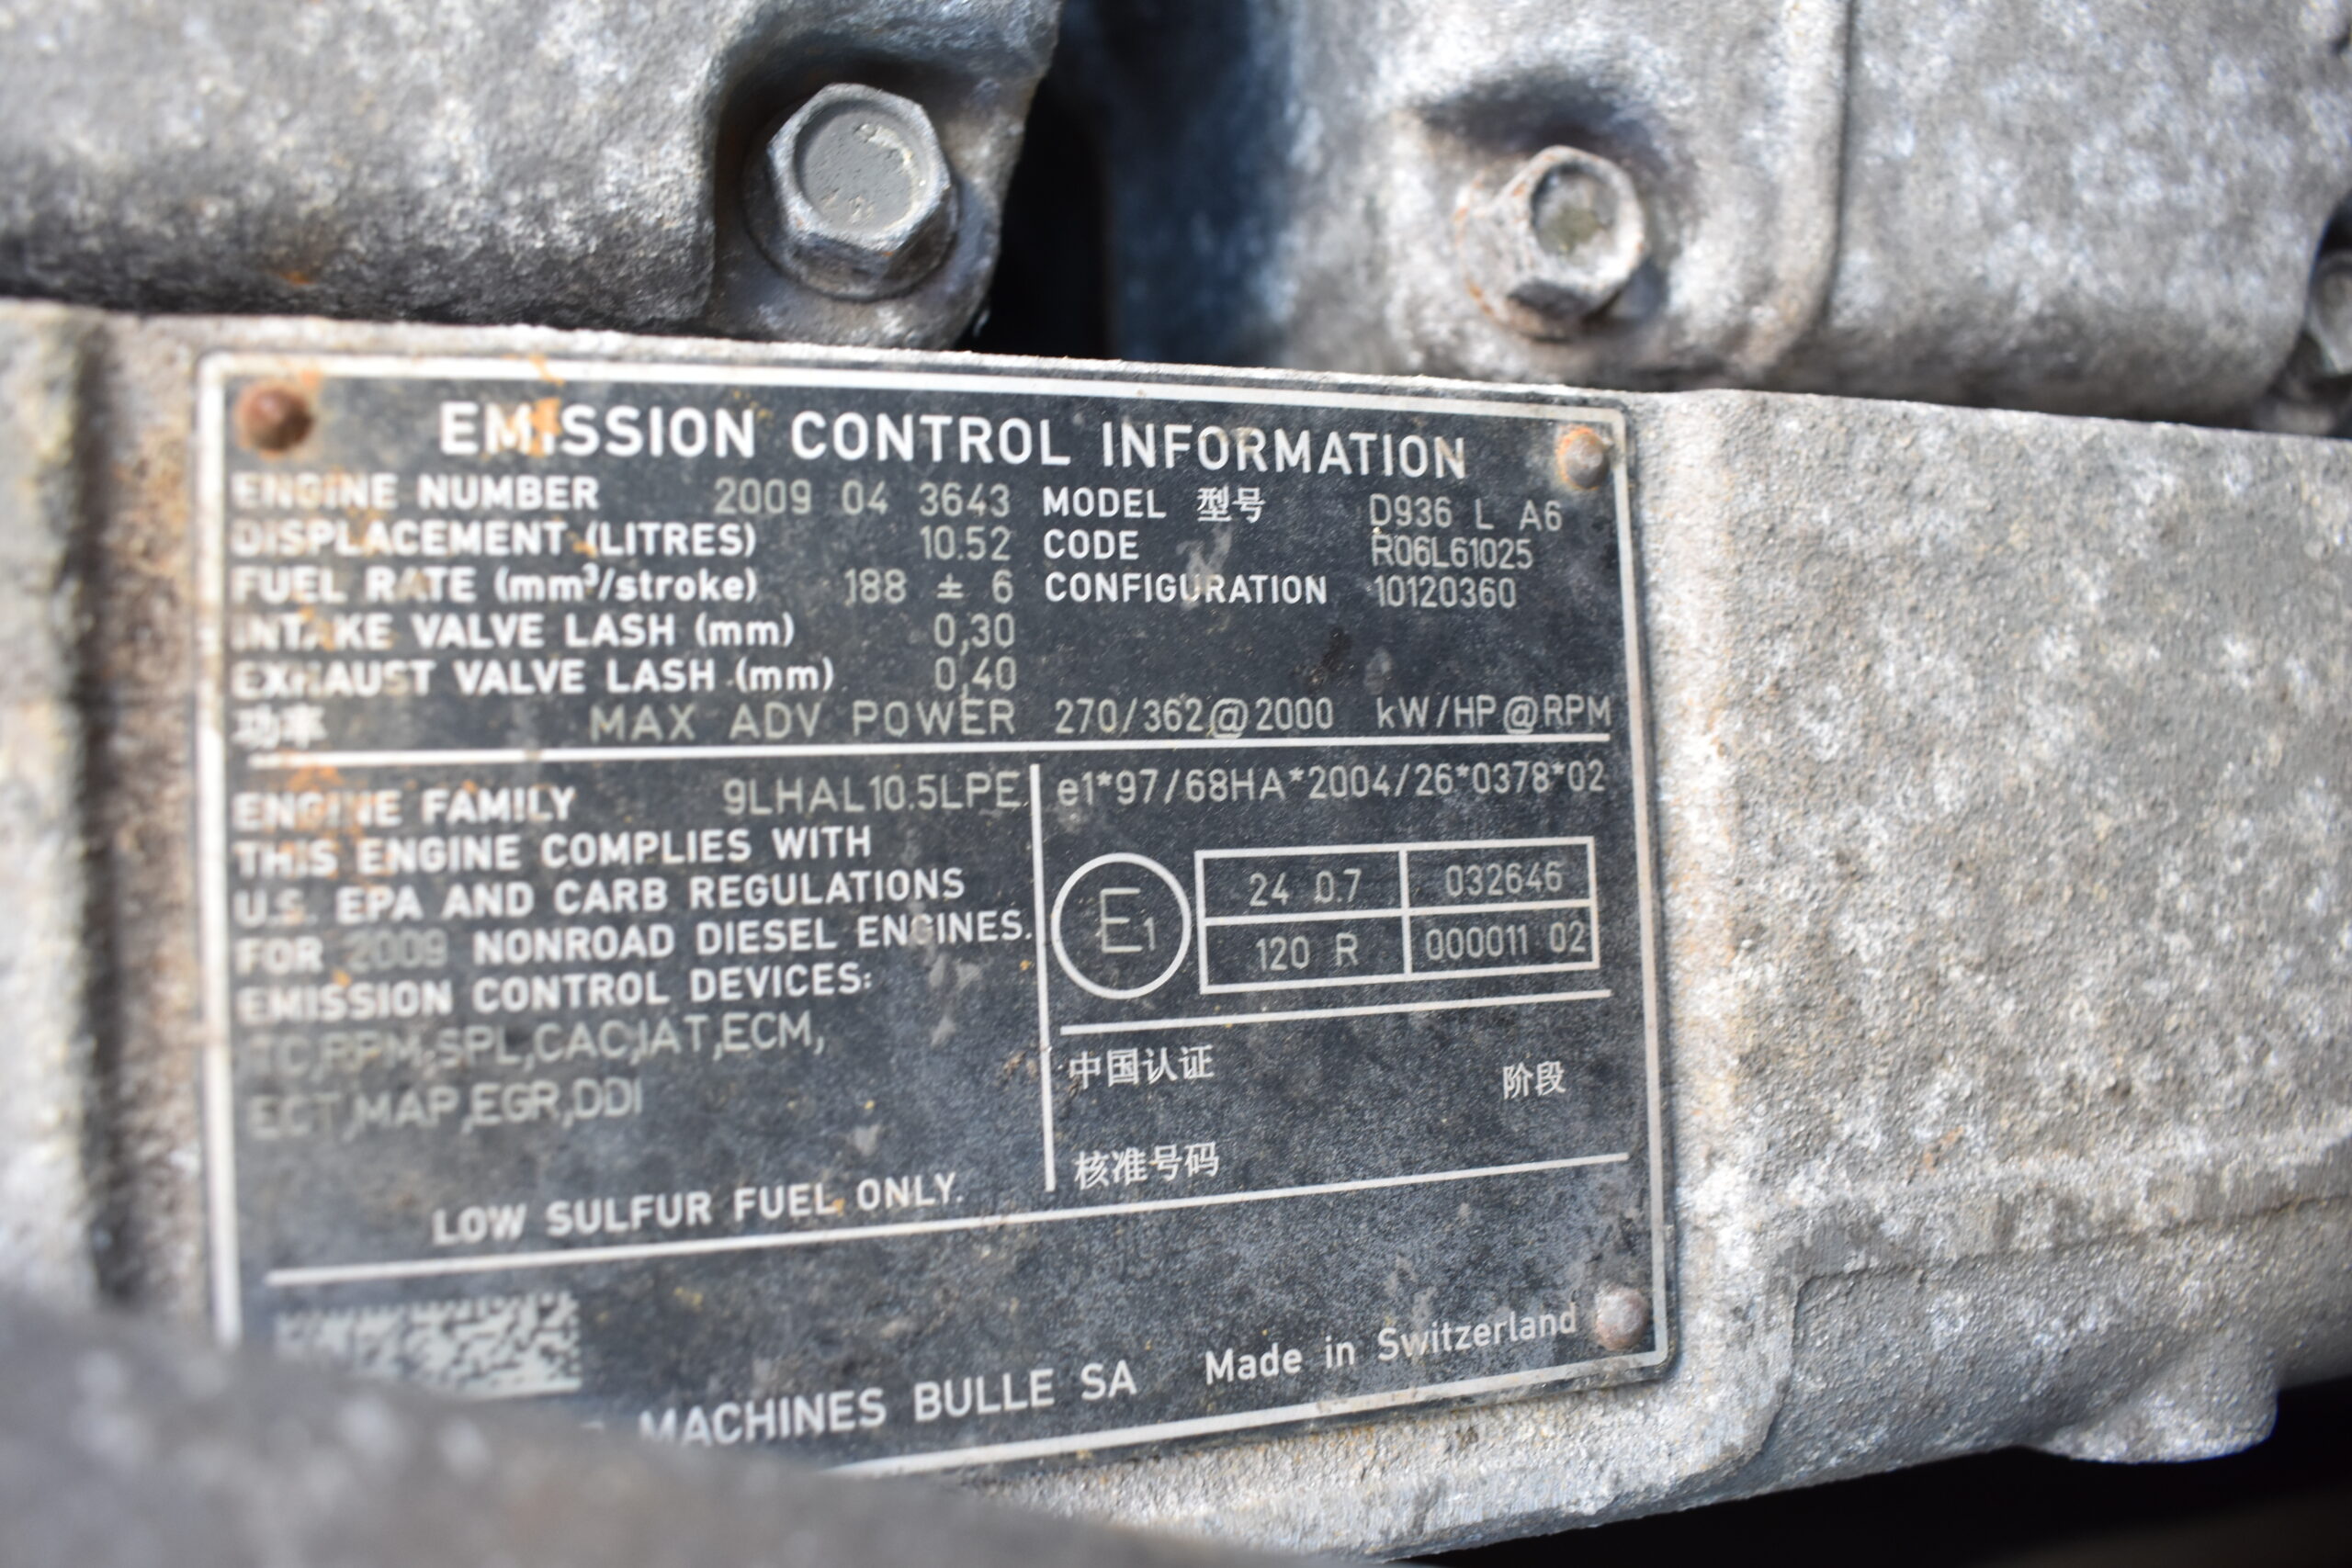 EMISSION CONTROL INFORMATION
ENGINE NUMBER 2009 04 3643 MODEL 型号 D936 L A6
DISPLACEMENT (LITRES) 10.52 CODE R06L61025
FUEL RATE (mm³/stroke) 188 ± 6 CONFIGURATION 10120360
INTAKE VALVE LASH (mm) 0,30
EXHAUST VALVE LASH (mm) 0,40
功率 MAX ADV POWER 270/362@2000 kW/HP@RPM
ENGINE FAMILY 9LHAL10.5LPE
e1*97/68HA*2004/26*0378*02
THIS ENGINE COMPLIES WITH
U.S. EPA AND CARB REGULATIONS
FOR 2009 NONROAD DIESEL ENGINES.
EMISSION CONTROL DEVICES:
TC,PPM,SPL,CAC,IAT,ECM,
ECT,MAP,EGR,DDI
LOW SULFUR FUEL ONLY.
E1
24 0.7 032646
120 R 000011 02
中国认证 阶段
核准号码
MACHINES BULLE SA Made in Switzerland